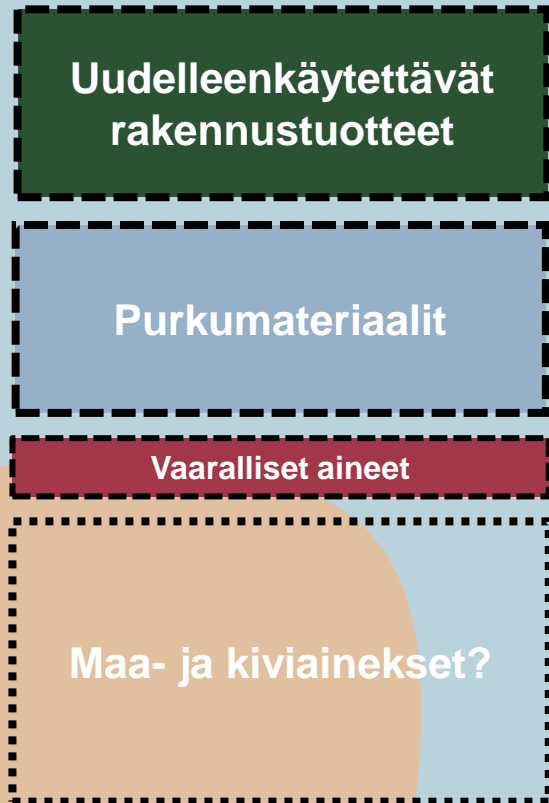 Uudelleenkäytettävät
rakennustuotteet
Purkumateriaalit
Vaaralliset aineet
Maa- ja kiviainekset?